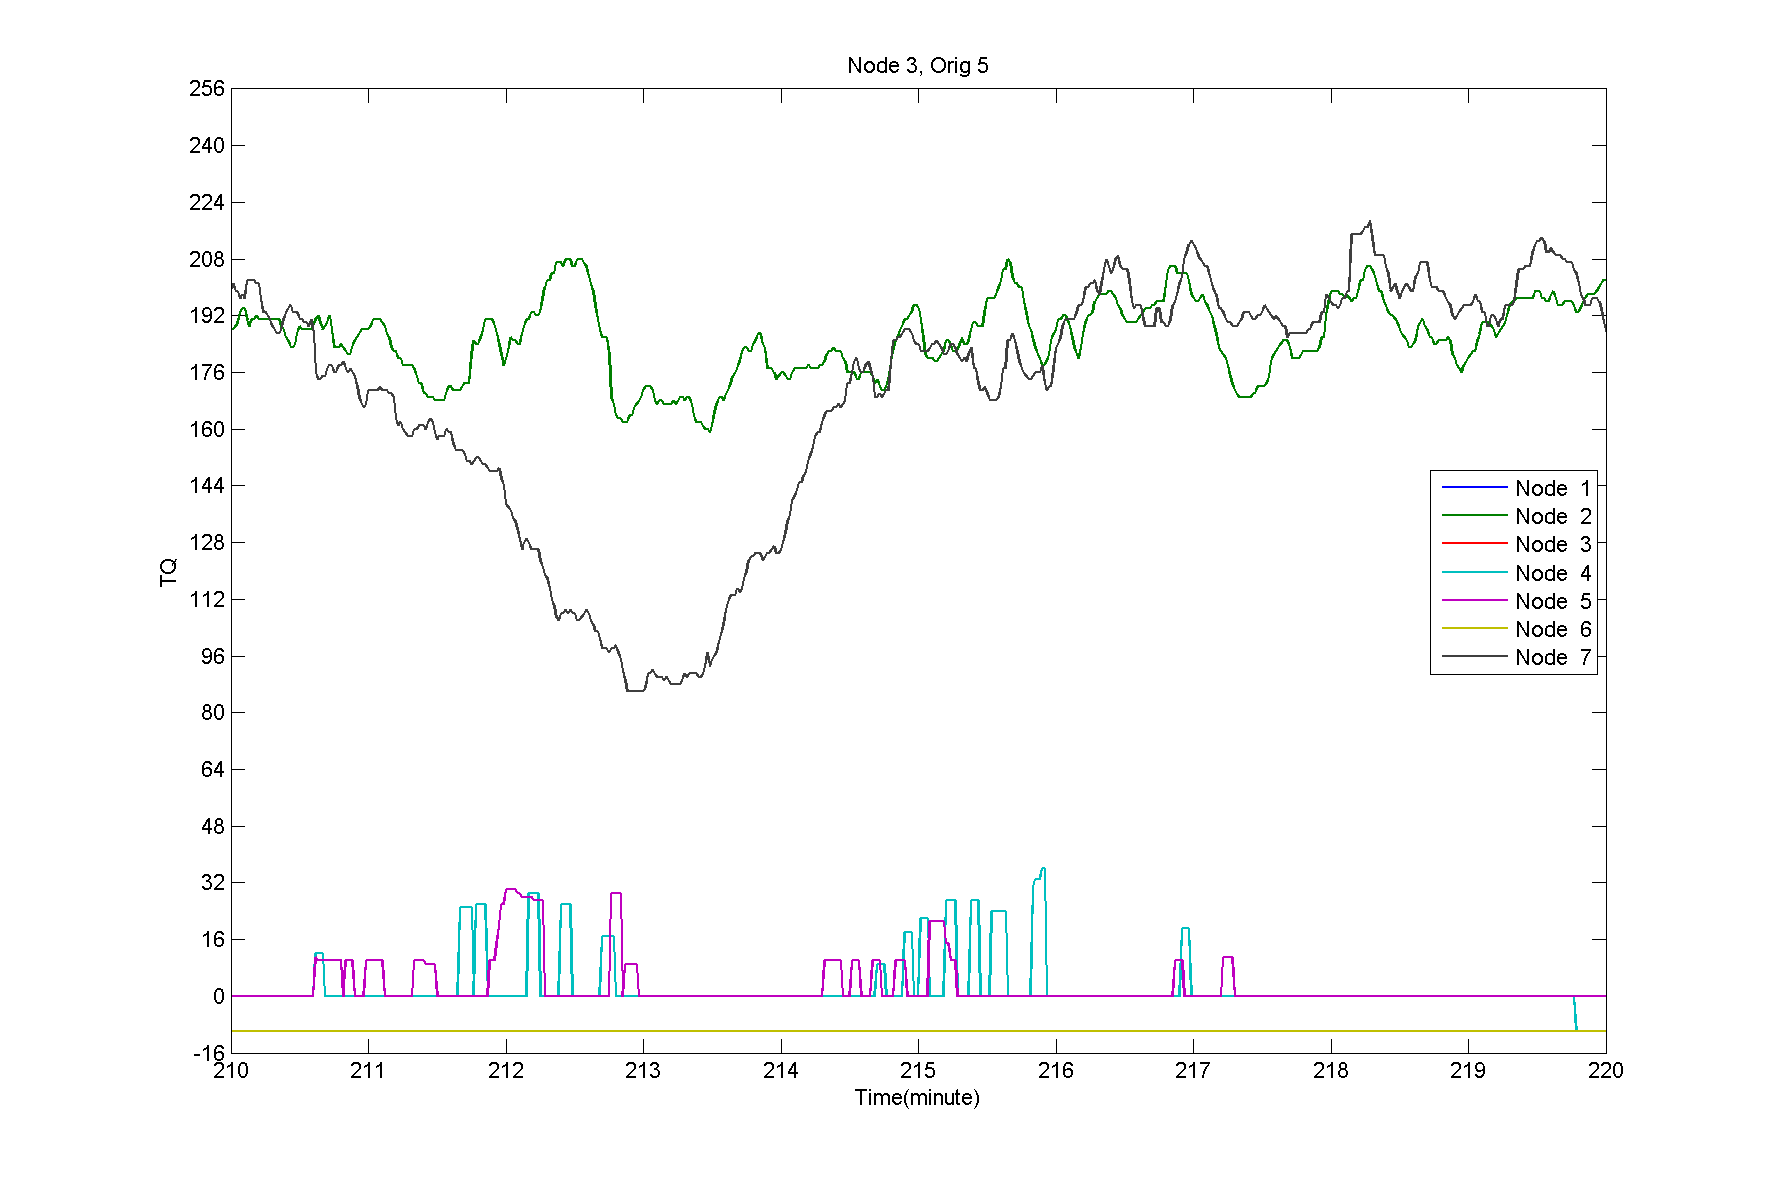 Node 3, Orig 5
256
240
224
208
192
176
160
144
128
112
96
80
64
48
32
16
0
-16
TQ
Node 1
Node 2
Node 3
Node 4
Node 5
Node 6
Node 7
210 211 212 213 214 215 216 217 218 219 220
Time(minute)